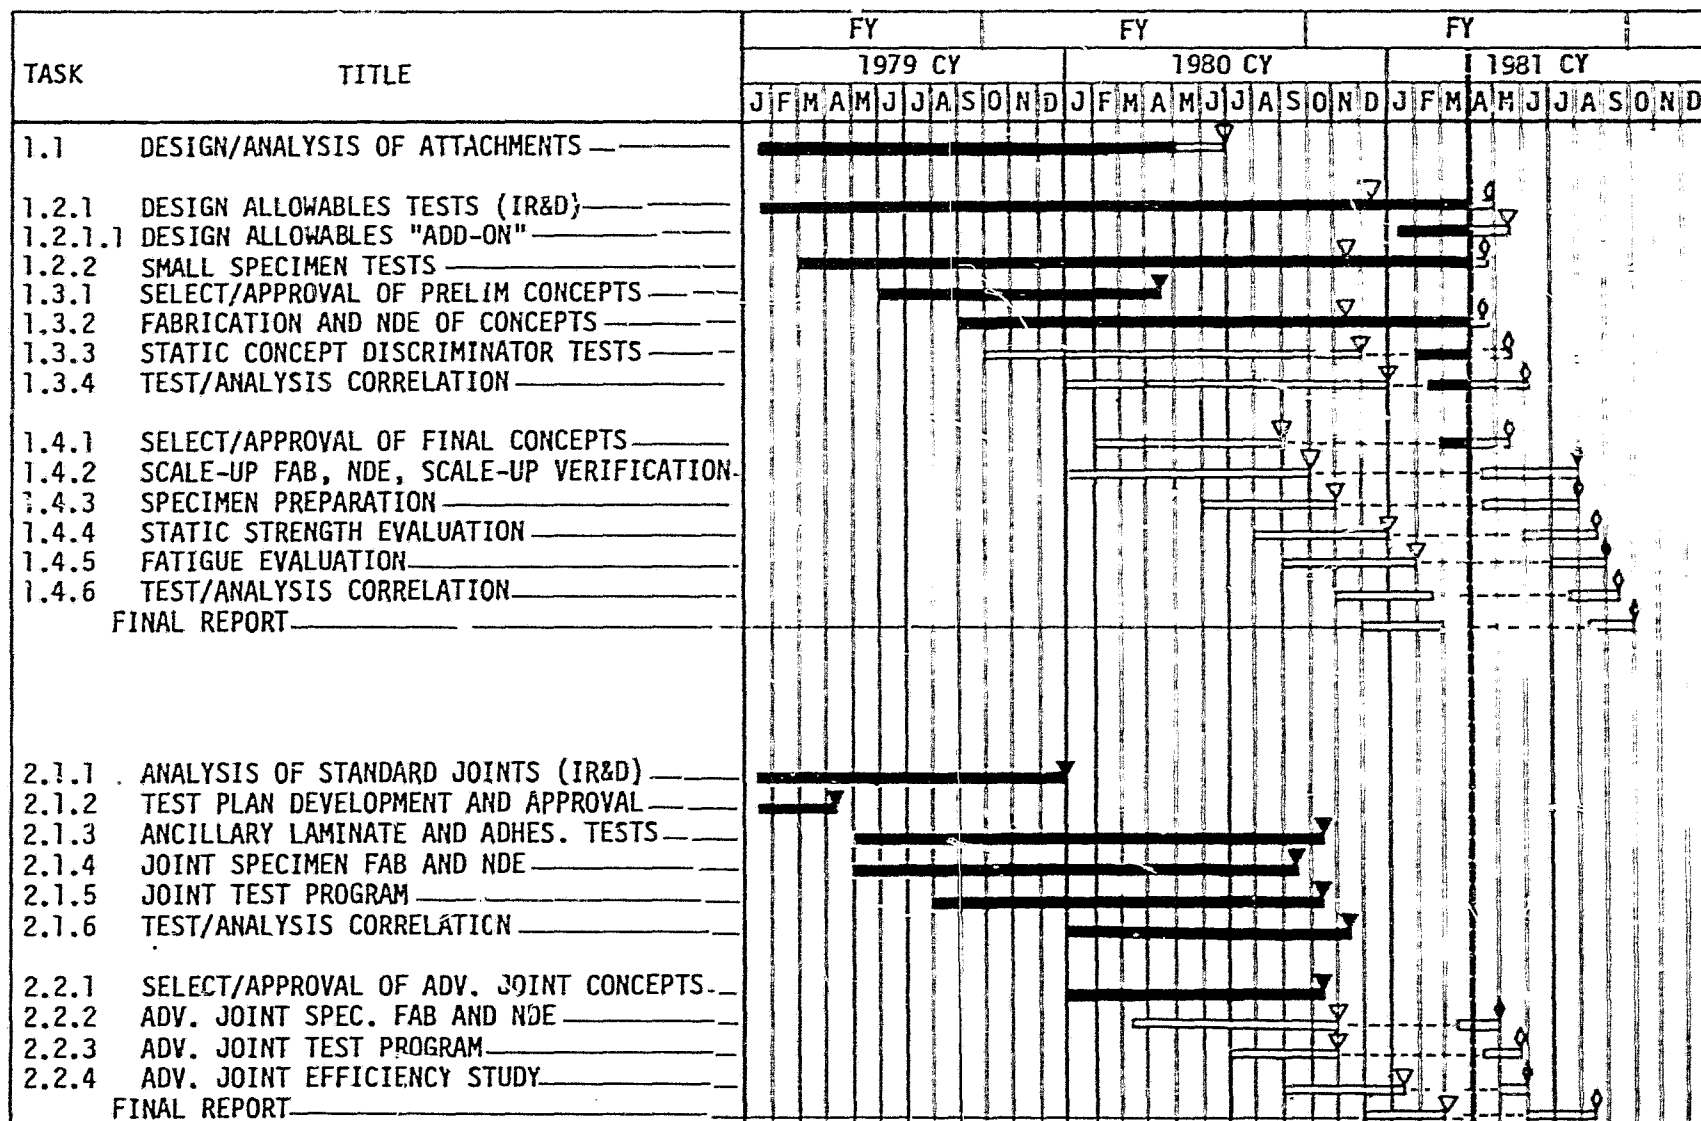 FY FY FY
TASK TITLE 1979 CY 1980 CY 1981 CY
J F M A M J J A S O N D J F M A M J J A S O N D J F M A M J J A S O N D
1.1 DESIGN/ANALYSIS OF ATTACHMENTS
1.2.1 DESIGN ALLOWABLES TESTS (IR&D)
1.2.1.1 DESIGN ALLOWABLES "ADD-ON"
1.2.2 SMALL SPECIMEN TESTS
1.3.1 SELECT/APPROVAL OF PRELIM CONCEPTS
1.3.2 FABRICATION AND NDE OF CONCEPTS
1.3.3 STATIC CONCEPT DISCRIMINATOR TESTS
1.3.4 TEST/ANALYSIS CORRELATION
1.4.1 SELECT/APPROVAL OF FINAL CONCEPTS
1.4.2 SCALE-UP FAB, NDE, SCALE-UP VERIFICATION
1.4.3 SPECIMEN PREPARATION
1.4.4 STATIC STRENGTH EVALUATION
1.4.5 FATIGUE EVALUATION
1.4.6 TEST/ANALYSIS CORRELATION
FINAL REPORT
2.1.1 ANALYSIS OF STANDARD JOINTS (IR&D)
2.1.2 TEST PLAN DEVELOPMENT AND APPROVAL
2.1.3 ANCILLARY LAMINATE AND ADHES. TESTS
2.1.4 JOINT SPECIMEN FAB AND NDE
2.1.5 JOINT TEST PROGRAM
2.1.6 TEST/ANALYSIS CORRELATION
2.2.1 SELECT/APPROVAL OF ADV. JOINT CONCEPTS
2.2.2 ADV. JOINT SPEC. FAB AND NDE
2.2.3 ADV. JOINT TEST PROGRAM
2.2.4 ADV. JOINT EFFICIENCY STUDY
FINAL REPORT